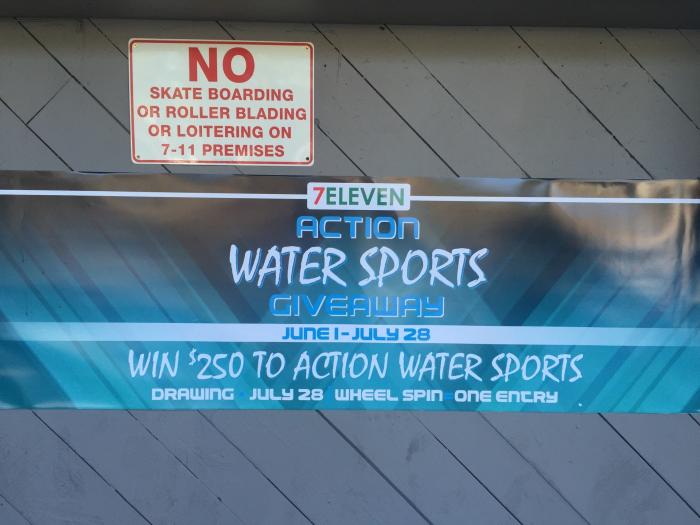 NO
SKATE BOARDING
OR ROLLER BLADING
OR LOITERING ON
7-11 PREMISES
7ELEVEN
ACTION
WATER SPORTS
GIVEAWAY
JUNE 1-JULY 28
WIN $250 TO ACTION WATER SPORTS
DRAWING JULY 28 WHEEL SPIN=ONE ENTRY